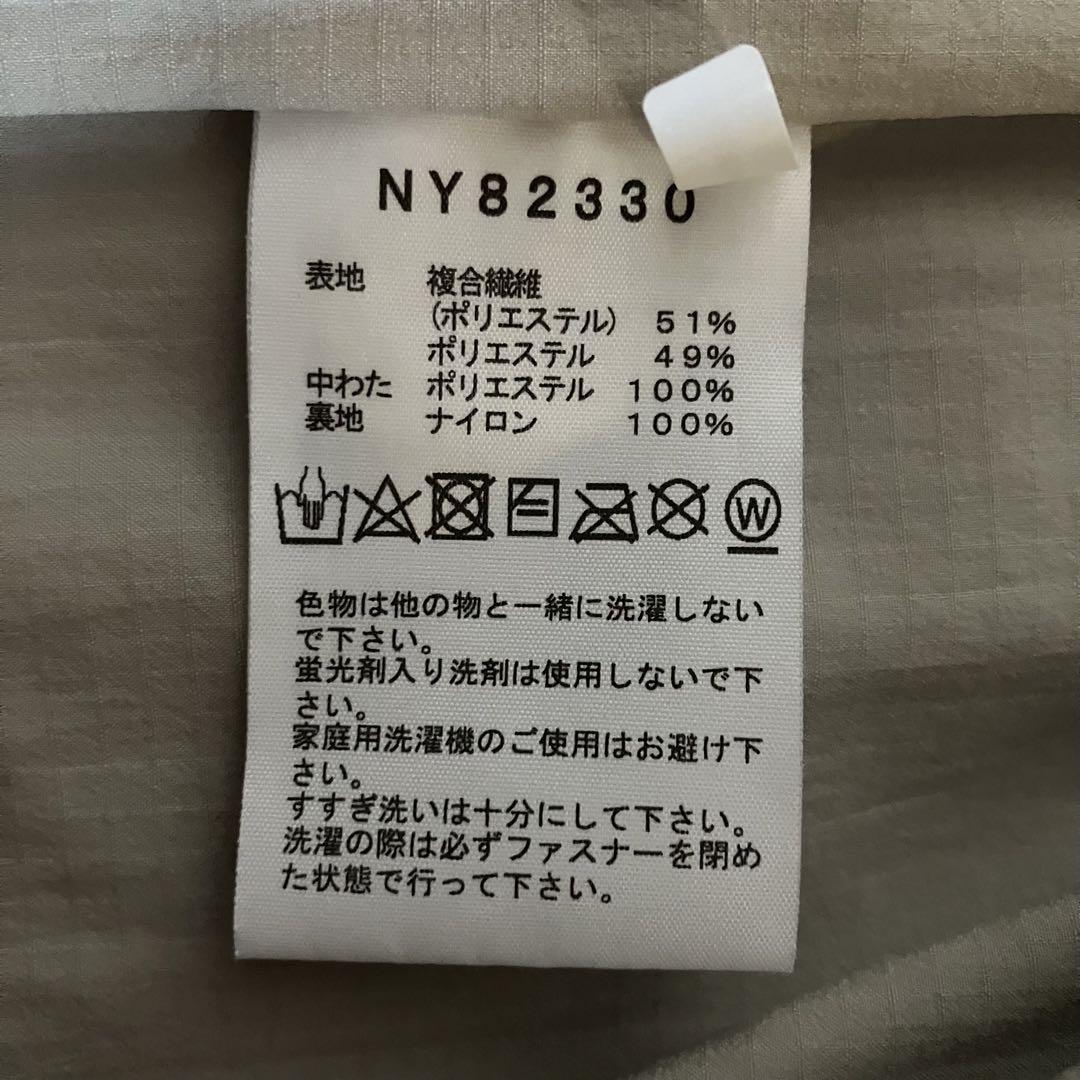 NY82330
表地 複合繊維
(ポリエステル) 51%
ポリエステル 49%
中わた ポリエステル 100%
裏地 ナイロン 100%
W
色物は他の物と一緒に洗濯しない
で下さい。
蛍光剤入り洗剤は使用しないで下
さい。
家庭用洗濯機のご使用はお避け下
さい。
すすぎ洗いは十分にして下さい。
洗濯の際は必ずファスナーを閉め
た状態で行って下さい。